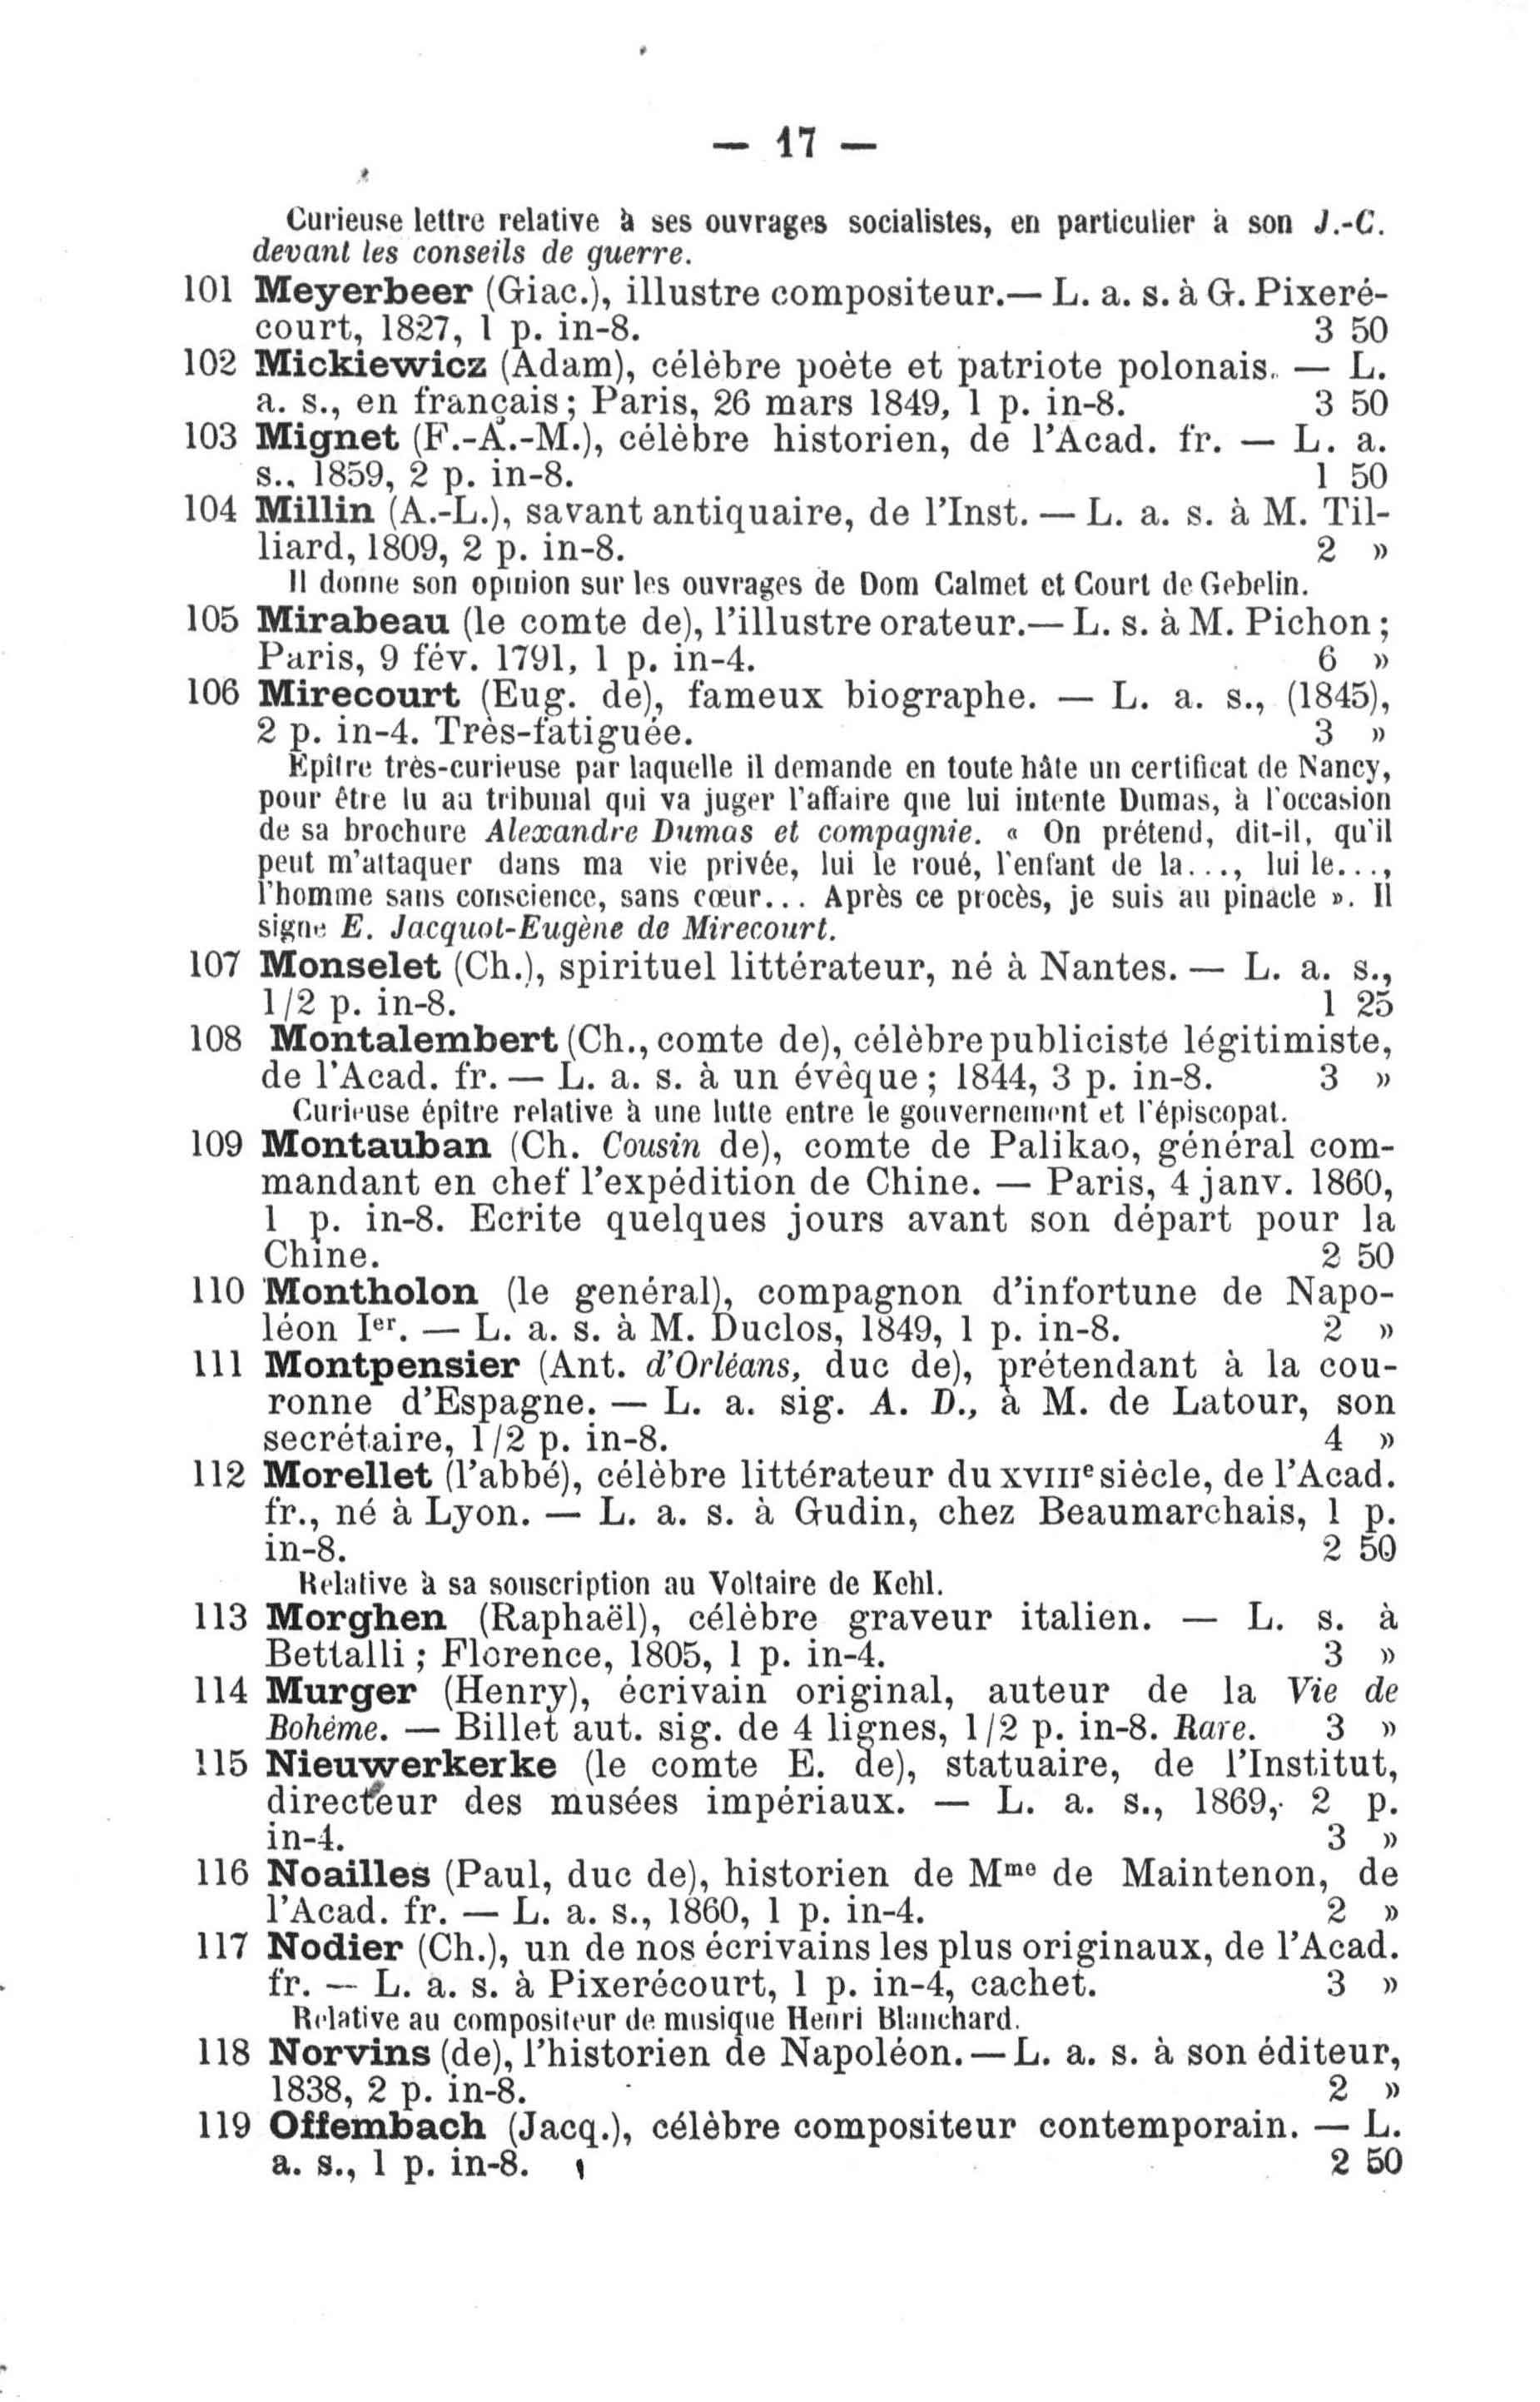 — 17 —
Curieuse lettre relative à ses ouvrages socialistes, en particulier à son J.-C.
devant les conseils de guerre.
101 Meyerbeer (Giac.), illustre compositeur.— L. a. s. à G. Pixeré-
court, 1827, 1 p. in-8. 3 50
102 Mickiewicz (Adam), célèbre poète et patriote polonais. — L.
a. s., en français; Paris, 26 mars 1849, 1 p. in-8. 3 50
103 Mignet (F.-A.-M.), célèbre historien, de l'Acad. fr. — L. a.
s., 1859, 2 p. in-8. 1 50
104 Millin (A.-L.), savant antiquaire, de l'Inst. — L. a. s. à M. Til-
liard, 1809, 2 p. in-8. 2 »
Il donne son opinion sur les ouvrages de Dom Calmet et Court de Gebelin.
105 Mirabeau (le comte de), l'illustre orateur.— L. s. à M. Pichon;
Paris, 9 fév. 1791, 1 p. in-4. 6 »
106 Mirecourt (Eug. de), fameux biographe. — L. a. s., (1845),
2 p. in-4. Très-fatiguée. 3 »
Epître très-curieuse par laquelle il demande en toute hâte un certificat de Nancy,
pour être lu au tribunal qui va juger l'affaire que lui intente Dumas, à l'occasion
de sa brochure Alexandre Dumas et compagnie. « On prétend, dit-il, qu'il
peut m'attaquer dans ma vie privée, lui le roué, l'enfant de la..., lui le...,
l'homme sans conscience, sans cœur... Après ce procès, je suis au pinacle ». Il
signe E. Jacquot-Eugène de Mirecourt.
107 Monselet (Ch.), spirituel littérateur, né à Nantes. — L. a. s.,
1/2 p. in-8. 1 25
108 Montalembert (Ch., comte de), célèbre publiciste légitimiste,
de l'Acad. fr. — L. a. s. à un évèque; 1844, 3 p. in-8. 3 »
Curieuse épître relative à une lutte entre le gouvernement et l'épiscopat.
109 Montauban (Ch. Cousin de), comte de Palikao, général com-
mandant en chef l'expédition de Chine. — Paris, 4 janv. 1860,
1 p. in-8. Ecrite quelques jours avant son départ pour la
Chine. 2 50
110 Montholon (le genéral), compagnon d'infortune de Napo-
léon Ier. — L. a. s. à M. Duclos, 1849, 1 p. in-8. 2 »
111 Montpensier (Ant. d'Orléans, duc de), prétendant à la cou-
ronne d'Espagne. — L. a. sig. A. D., à M. de Latour, son
secrétaire, 1/2 p. in-8. 4 »
112 Morellet (l'abbé), célèbre littérateur du XVIIIe siècle, de l'Acad.
fr., né à Lyon. — L. a. s. à Gudin, chez Beaumarchais, 1 p.
in-8. 2 50
Relative à sa souscription au Voltaire de Kehl.
113 Morghen (Raphaël), célèbre graveur italien. — L. s. à
Bettalli; Florence, 1805, 1 p. in-4. 3 »
114 Murger (Henry), écrivain original, auteur de la Vie de
Bohême. — Billet aut. sig. de 4 lignes, 1/2 p. in-8. Rare. 3 »
115 Nieuwerkerke (le comte E. de), statuaire, de l'Institut,
directeur des musées impériaux. — L. a. s., 1869, 2 p.
in-4. 3 »
116 Noailles (Paul, duc de), historien de Mme de Maintenon, de
l'Acad. fr. — L. a. s., 1860, 1 p. in-4. 2 »
117 Nodier (Ch.), un de nos écrivains les plus originaux, de l'Acad.
fr. — L. a. s. à Pixerécourt, 1 p. in-4, cachet. 3 »
Relative au compositeur de musique Henri Blanchard.
118 Norvins (de), l'historien de Napoléon.— L. a. s. à son éditeur,
1838, 2 p. in-8. 2 »
119 Offembach (Jacq.), célèbre compositeur contemporain. — L.
a. s., 1 p. in-8. 2 50